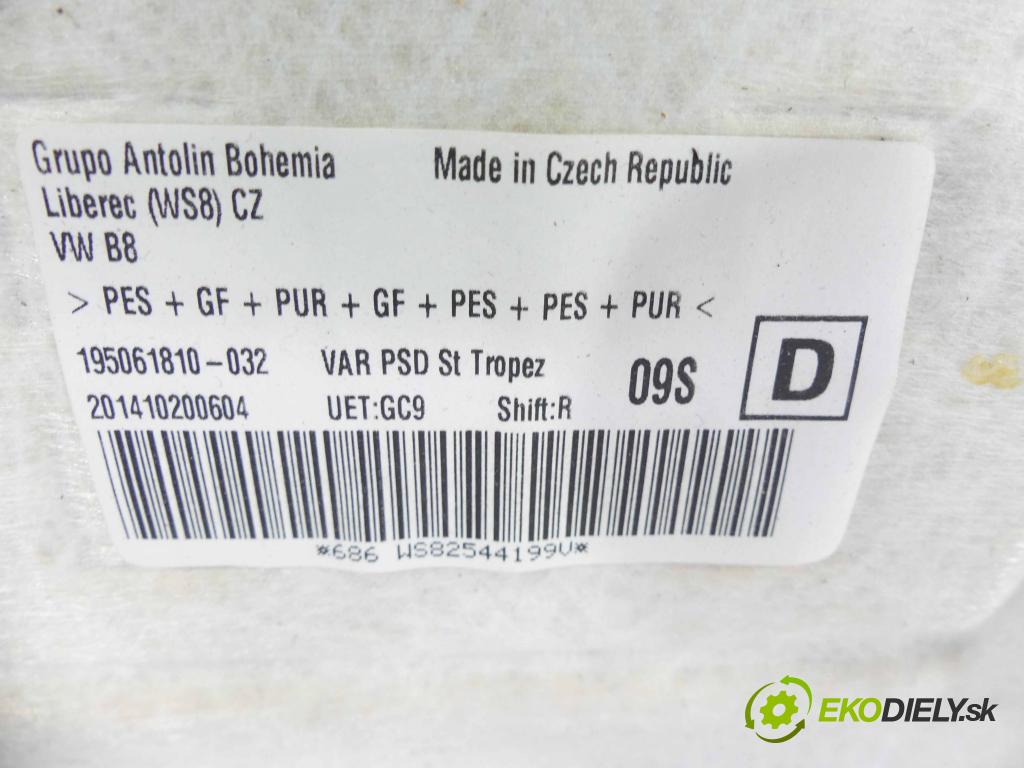 Grupo Antolin Bohemia Made in Czech Republic
Liberec (WS8) CZ
VW B8
> PES + GF + PUR + GF + PES + PES + PUR <
195061810-032 VAR PSD St Tropez 09S D
201410200604 UET:GC9 Shift:R
*686 WS82544199V*
EKODIELY.sk